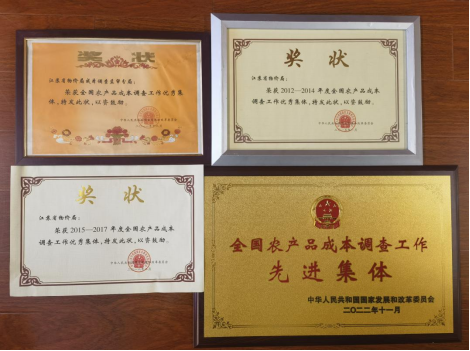 奖状
江苏省物价局成本调查监审分局:
荣获全国农产品成本调查工作优秀集
体,特发此状,以资鼓励。
奖状
江苏省物价局:
荣获2012—2014年度全国农产品成本
调查工作优秀集体,特发此状,以资鼓励。
奖状
江苏省物价局:
荣获2015—2017年度全国农产品成本
调查工作优秀集体,特发此状,以资鼓励。
全国农产品成本调查工作
先进集体
中华人民共和国国家发展和改革委员会
二〇二二年十一月